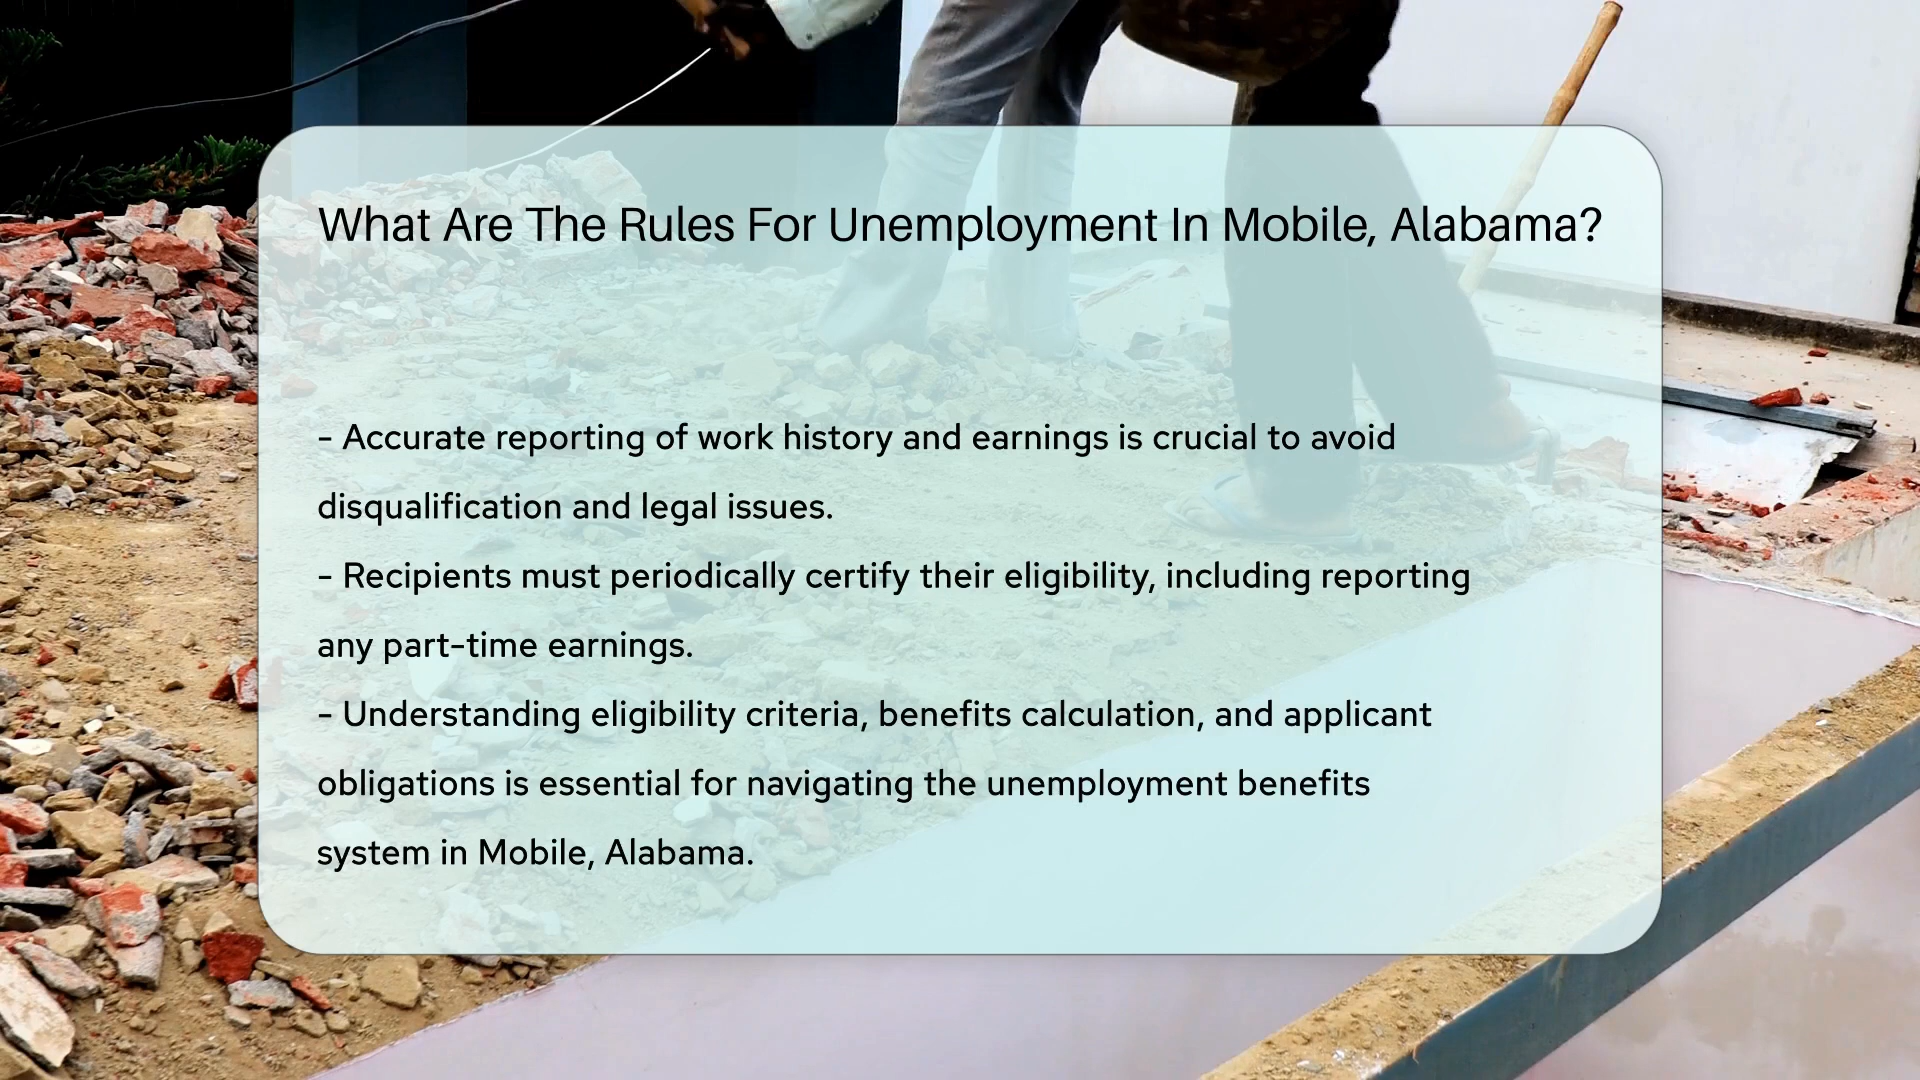 What Are The Rules For Unemployment In Mobile, Alabama?
- Accurate reporting of work history and earnings is crucial to avoid
disqualification and legal issues.
- Recipients must periodically certify their eligibility, including reporting
any part-time earnings.
- Understanding eligibility criteria, benefits calculation, and applicant
obligations is essential for navigating the unemployment benefits
system in Mobile, Alabama.